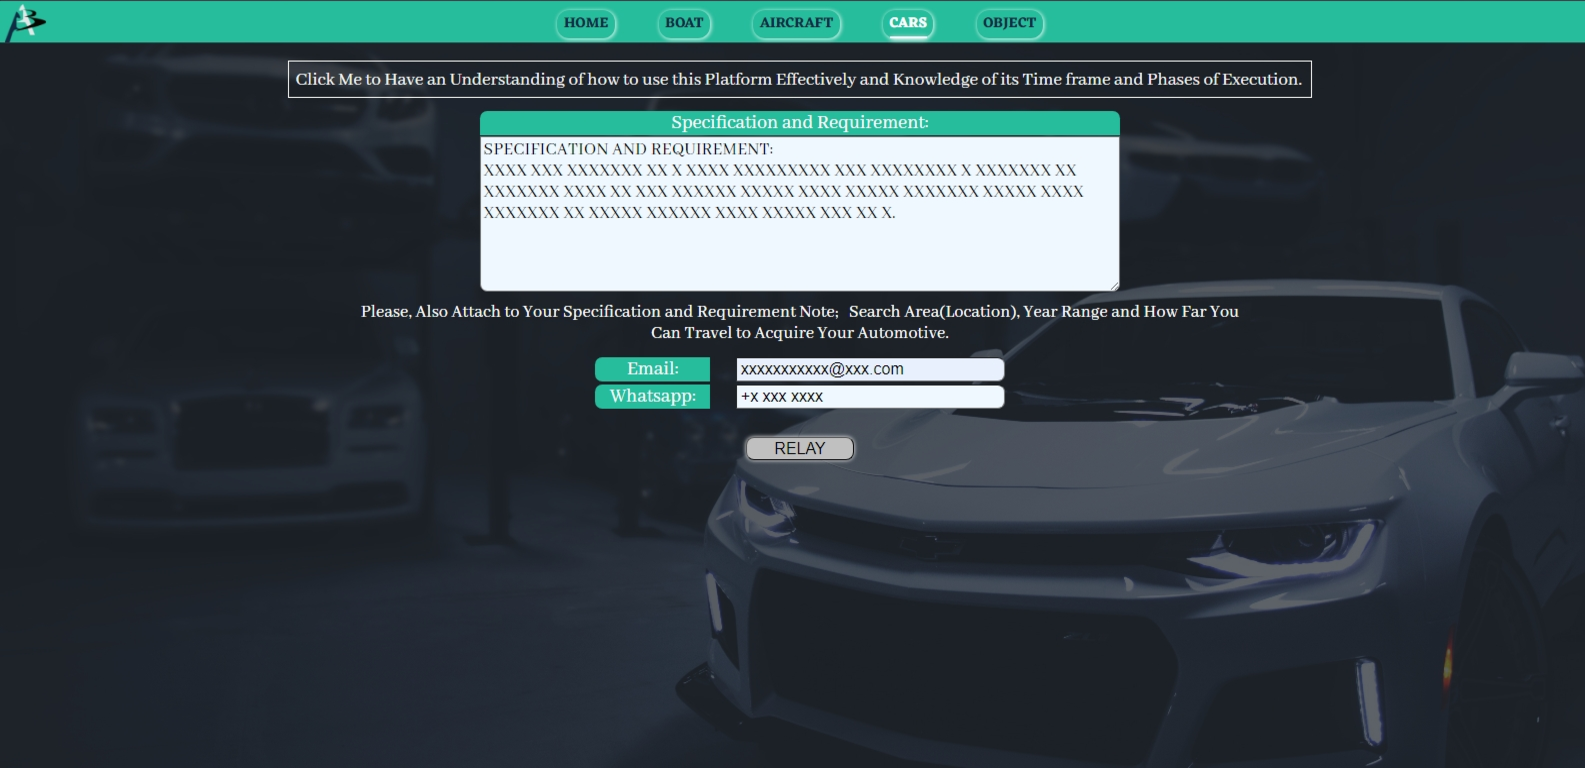 HOME
BOAT
AIRCRAFT
CARS
OBJECT
Click Me to Have an Understanding of how to use this Platform Effectively and Knowledge of its Time frame and Phases of Execution.
Specification and Requirement:
SPECIFICATION AND REQUIREMENT:
XXXX XXX XXXXXXX XX X XXXX XXXXXXXXX XXX XXXXXXXX X XXXXXXX XX
XXXXXXX XXXX XX XXX XXXXXX XXXXX XXXX XXXXX XXXXXXX XXXXX XXXX
XXXXXXX XX XXXXX XXXXXX XXXX XXXXX XXX XX X.
Please, Also Attach to Your Specification and Requirement Note; Search Area(Location), Year Range and How Far You
Can Travel to Acquire Your Automotive.
Email:
xxxxxxxxxxx@xxx.com
Whatsapp:
+x xxx xxxx
RELAY